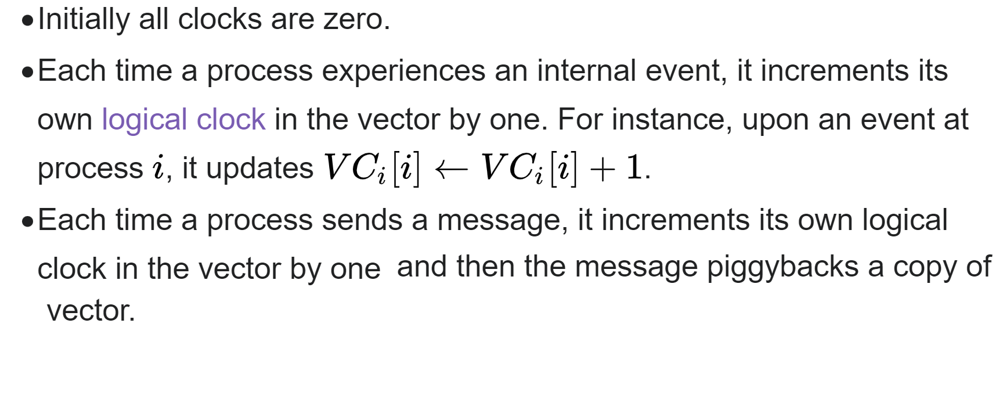 •Initially all clocks are zero.
•Each time a process experiences an internal event, it increments its
own logical clock in the vector by one. For instance, upon an event at
process i, it updates VCᵢ[i] ← VCᵢ[i] + 1.
•Each time a process sends a message, it increments its own logical
clock in the vector by one and then the message piggybacks a copy of
vector.